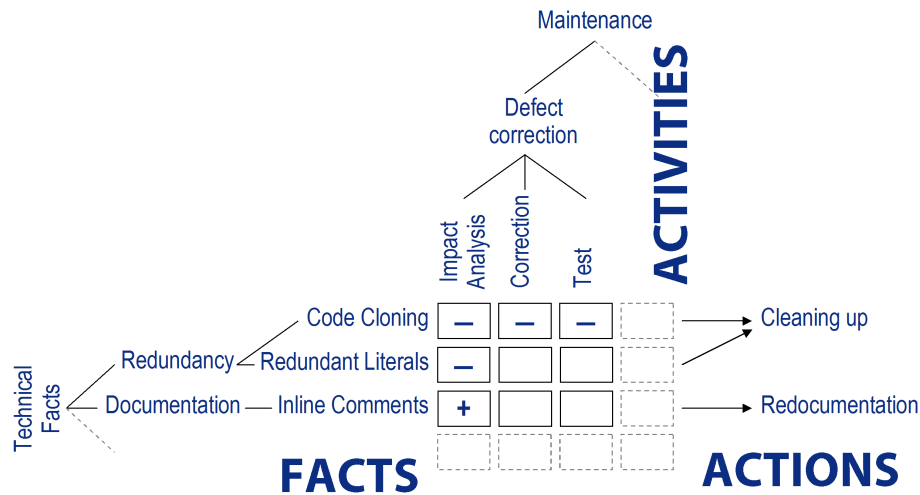 Maintenance
ACTIVITIES
Defect
correction
Impact
Analysis
Correction
Test
Code Cloning
– – –
Cleaning up
Redundancy
Redundant Literals
–
Technical
Facts
Documentation
Inline Comments
+
Redocumentation
FACTS
ACTIONS